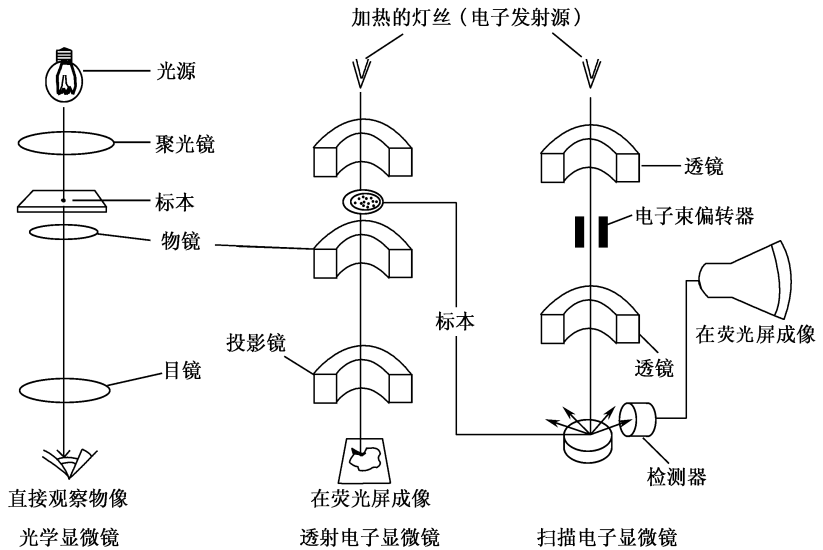 加热的灯丝（电子发射源）
光源
聚光镜
透镜
标本
电子束偏转器
物镜
标本
在荧光屏成像
投影镜
透镜
目镜
检测器
直接观察物像
在荧光屏成像
光学显微镜
透射电子显微镜
扫描电子显微镜